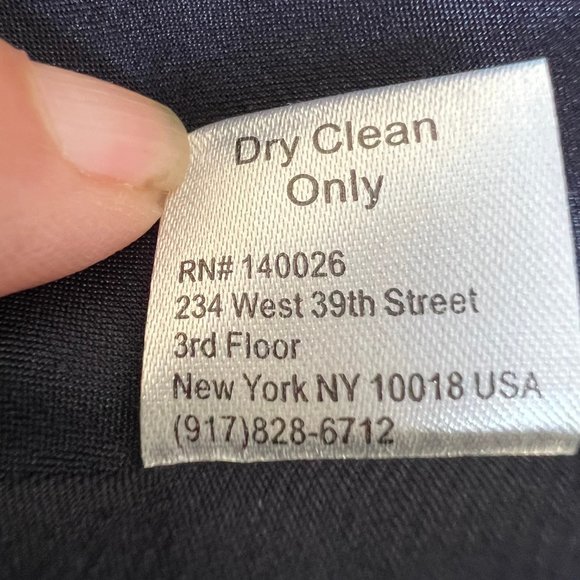 Dry Clean
Only
RN# 140026
234 West 39th Street
3rd Floor
New York NY 10018 USA
(917)828-6712